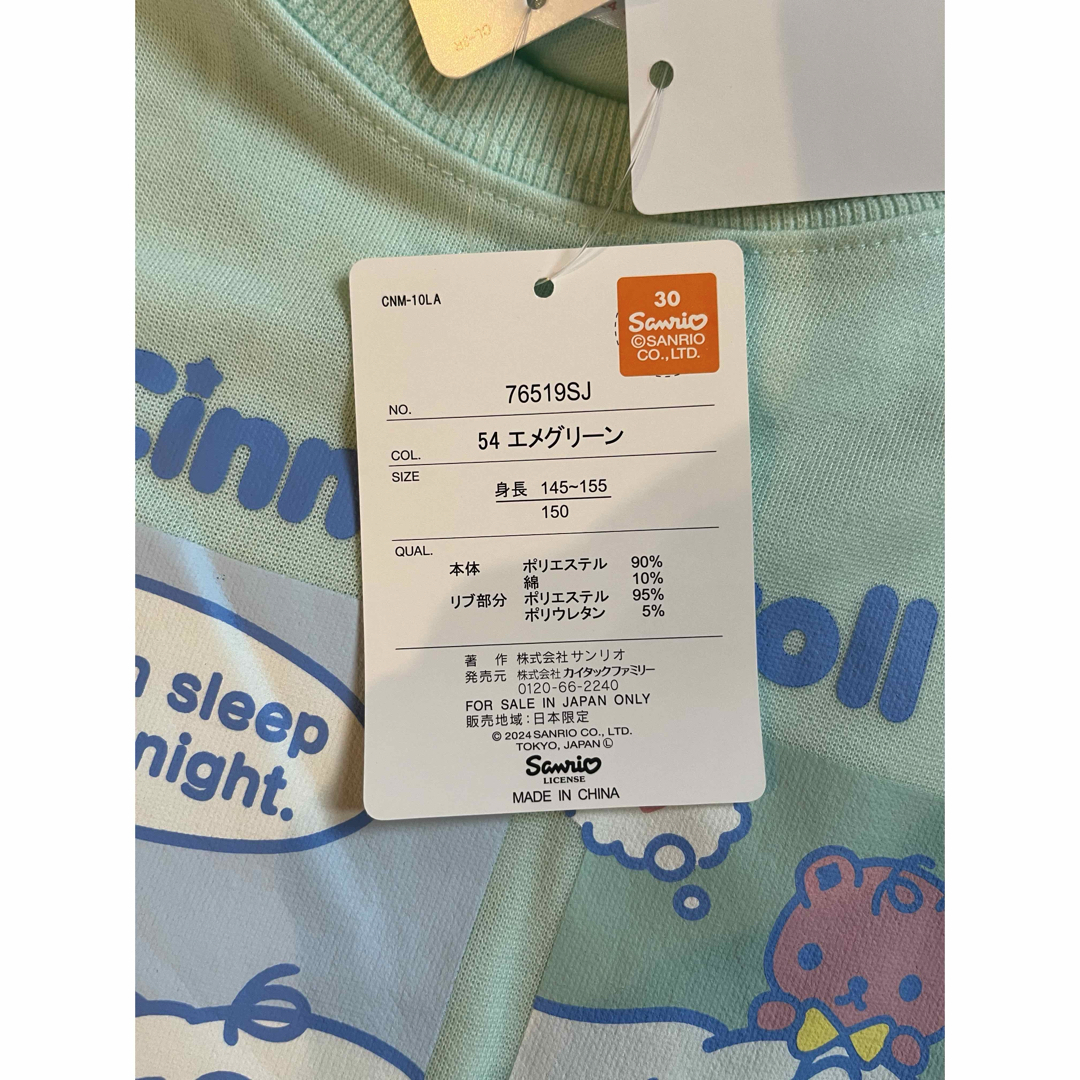 CL-3R
CNM-10LA
30
Sanrio
©SANRIO
CO.,LTD.
NO. 76519SJ
COL. 54 エメグリーン
SIZE
身長 145~155
150
QUAL.
本体 ポリエステル 90%
綿 10%
リブ部分 ポリエステル 95%
ポリウレタン 5%
著 作 株式会社サンリオ
発売元 株式会社カイタックファミリー
0120-66-2240
FOR SALE IN JAPAN ONLY
販売地域:日本限定
© 2024 SANRIO CO., LTD.
TOKYO, JAPAN Ⓛ
Sanrio
LICENSE
MADE IN CHINA
Cinn
oll
sleep
night.